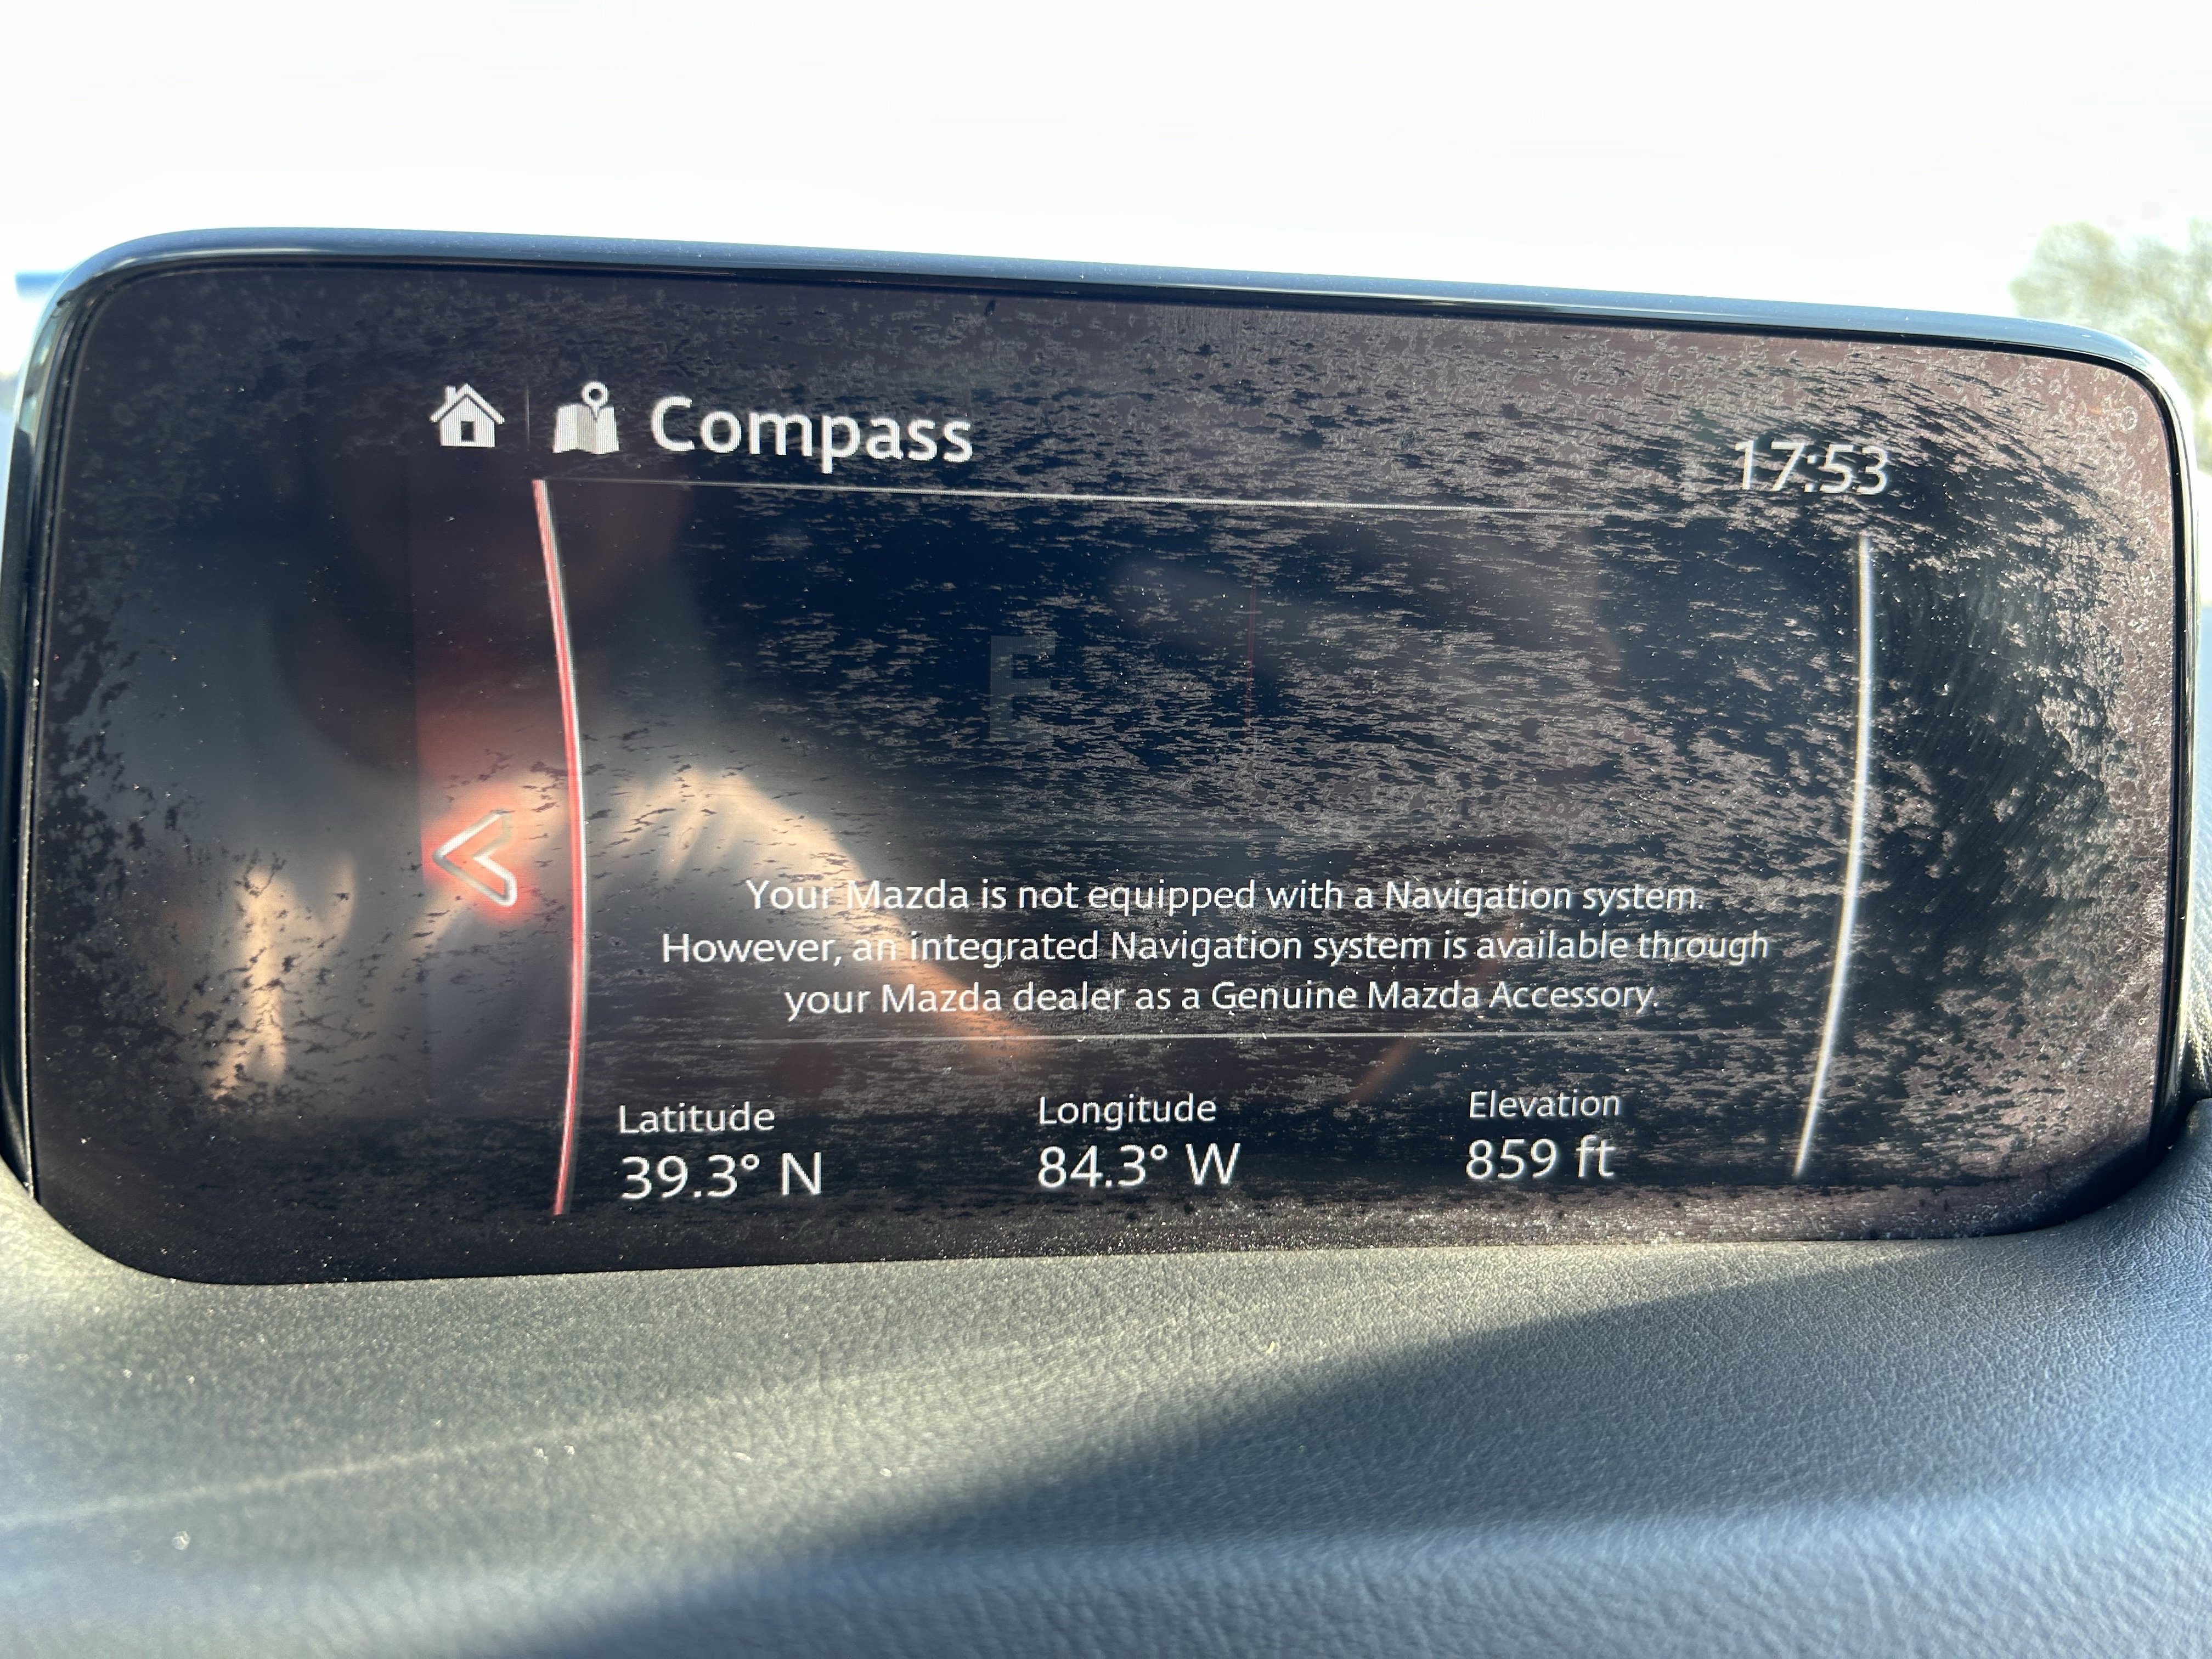 Compass
17:53
E
Your Mazda is not equipped with a Navigation system.
However, an integrated Navigation system is available through
your Mazda dealer as a Genuine Mazda Accessory.
Latitude
Longitude
Elevation
39.3° N
84.3° W
859 ft